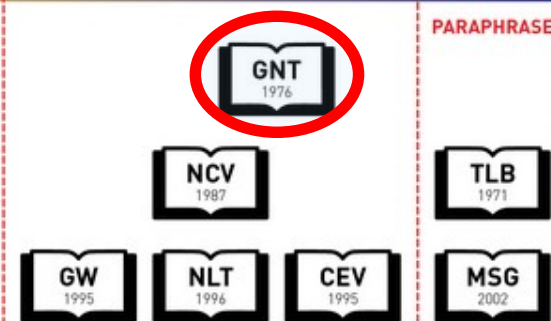 PARAPHRASE
GNT
1976
NCV
1987
TLB
1971
GW
1995
NLT
1996
CEV
1995
MSG
2002